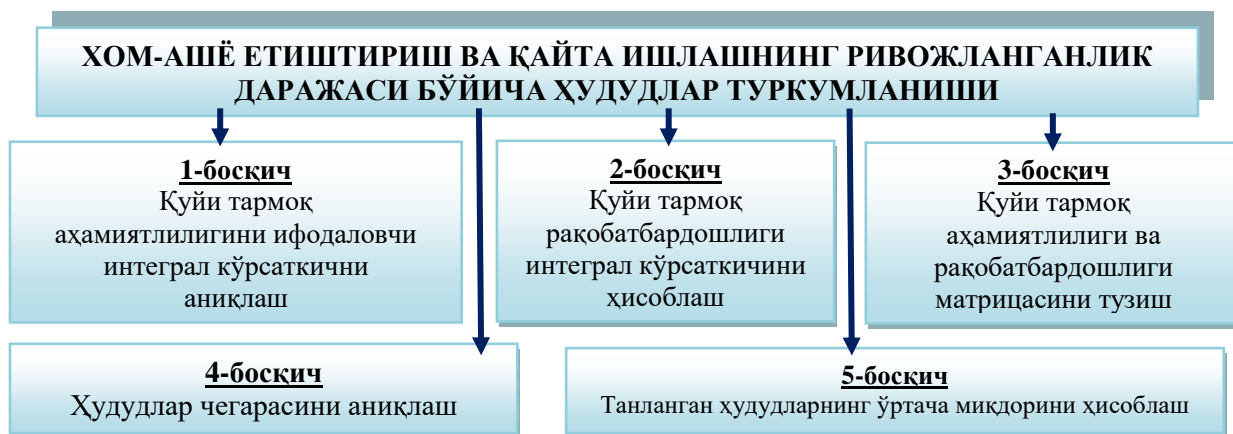 ХОМ-АШЁ ЕТИШТИРИШ ВА ҚАЙТА ИШЛАШНИНГ РИВОЖЛАНГАНЛИК
ДАРАЖАСИ БЎЙИЧА ҲУДУДЛАР ТУРКУМЛАНИШИ
1-босқич
Қуйи тармоқ
аҳамиятлилигини ифодаловчи
интеграл кўрсаткични
аниқлаш
2-босқич
Қуйи тармоқ
рақобатбардошлиги
интеграл кўрсаткичини
ҳисоблаш
3-босқич
Қуйи тармоқ
аҳамиятлилиги ва
рақобатбардошлиги
матрицасини тузиш
4-босқич
Ҳудудлар чегарасини аниқлаш
5-босқич
Танланган ҳудудларнинг ўртача миқдорини ҳисоблаш